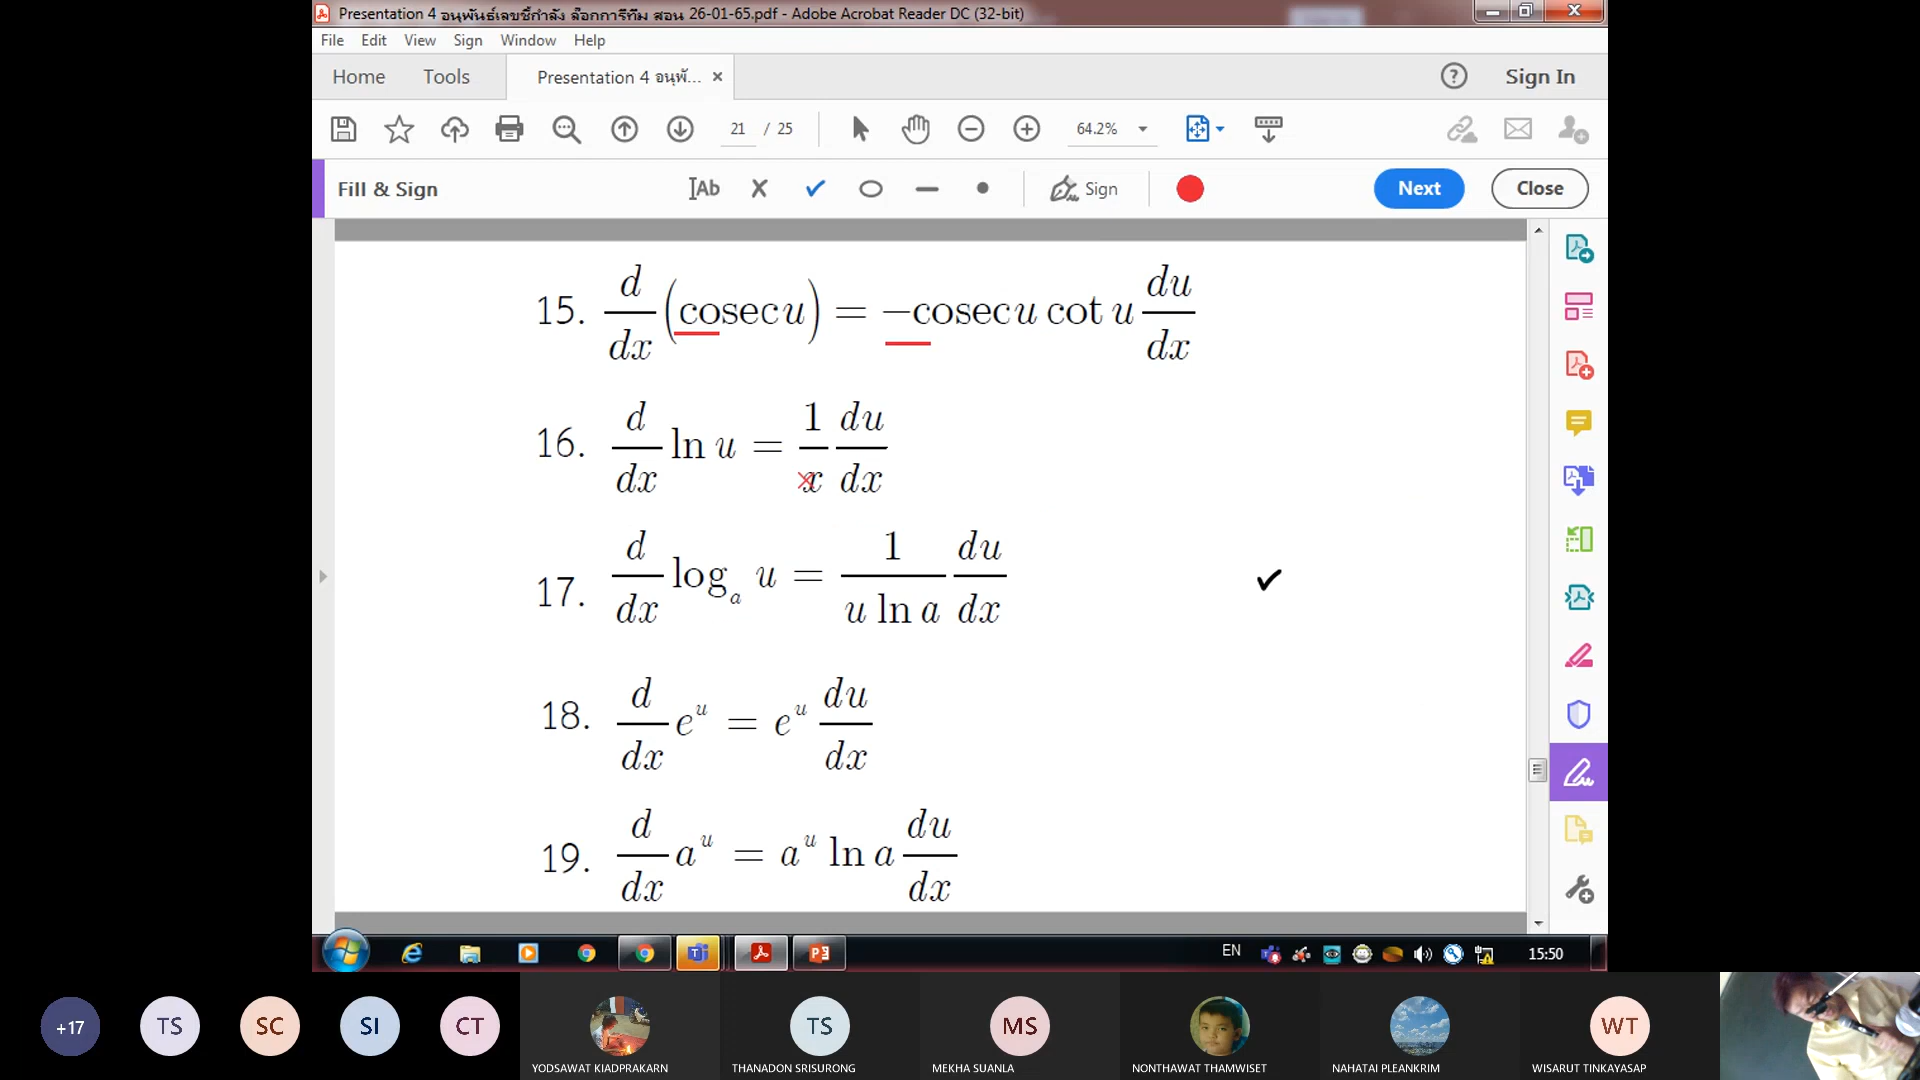 Presentation 4 อนุพันธ์เลขชี้กำลัง ล๊อกการีทึม สอน 26-01-65.pdf - Adobe Acrobat Reader DC (32-bit)
File Edit View Sign Window Help
Home Tools Presentation 4 อนุพั... × ? Sign In
21 / 25 64.2%
Fill & Sign Ab Sign Next Close
15. d/dx (cosec u) = −cosec u cot u du/dx
16. d/dx ln u = 1/x du/dx
17. d/dx log_a u = 1/(u ln a) du/dx
18. d/dx e^u = e^u du/dx
19. d/dx a^u = a^u ln a du/dx
EN 15:50
+17 TS SC SI CT TS MS WT
YODSAWAT KIADPRAKARN THANADON SRISURONG MEKHA SUANLA NONTHAWAT THAMWISET NAHATAI PLEANKRIM WISARUT TINKAYASAP